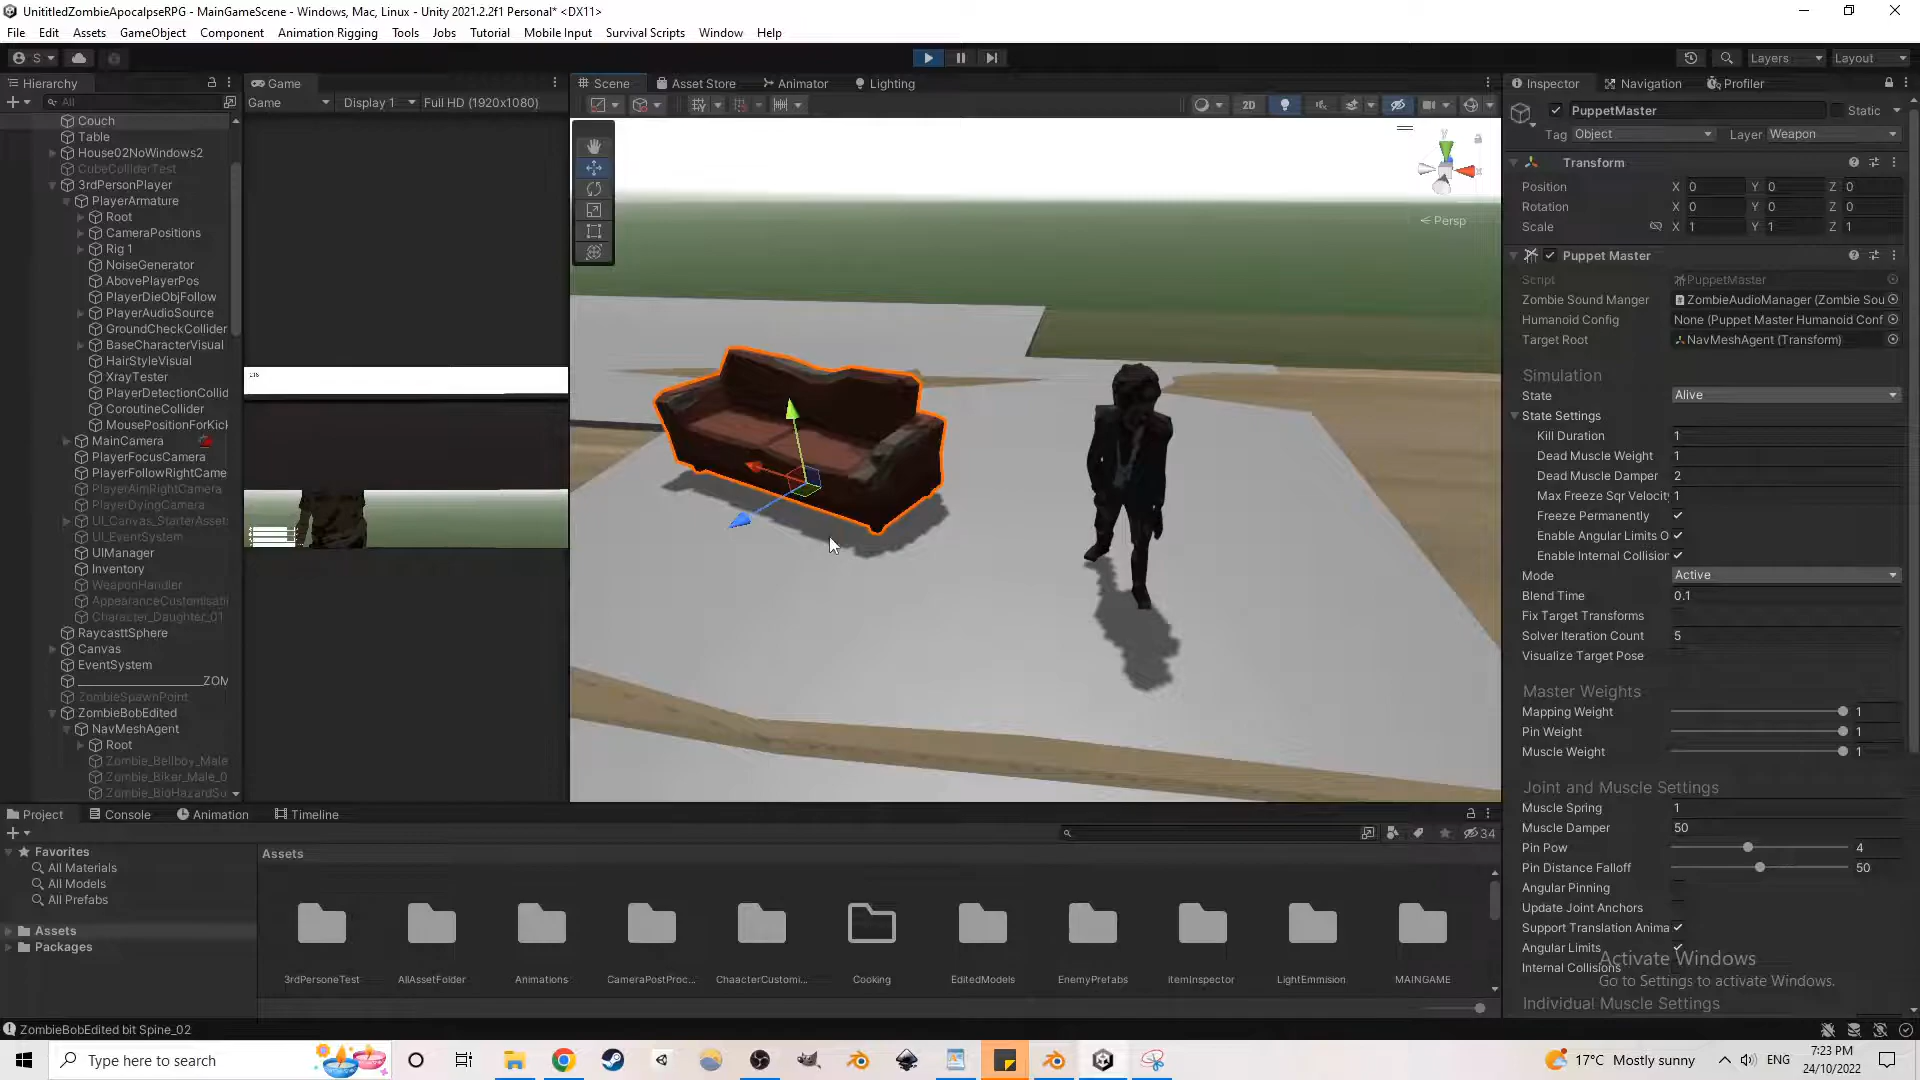 UnitledZombieApocalpseRPG - MainGameScene - Windows, Mac, Linux - Unity 2021.2.2f1 Personal* <DX11>
File Edit Assets GameObject Component Animation Rigging Tools Jobs Tutorial Mobile Input Survival Scripts Window Help
S Layers Layout
Hierarchy
All
Couch
Table
House02NoWindows2
CubeColliderTest
3rdPersonPlayer
PlayerArmature
Root
CameraPositions
Rig 1
NoiseGenerator
AbovePlayerPos
PlayerDieObjFollow
PlayerAudioSource
GroundCheckCollider
BaseCharacterVisual
HairStyleVisual
XrayTester
PlayerDetectionCollid
CoroutineCollider
MousePositionForKick
MainCamera
PlayerFocusCamera
PlayerFollowRightCame
PlayerAimRightCamera
PlayerDyingCamera
UI_Canvas_StarterAsset
UI_EventSystem
UIManager
Inventory
WeaponHandler
AppearanceCustomisati
Character_Daughter_01
RaycasttSphere
Canvas
EventSystem
____________________ZOM
ZombieSpawnPoint
ZombieBobEdited
NavMeshAgent
Root
Zombie_Bellboy_Male
Zombie_Biker_Male_0
Zombie_BioHazardSu
Game
Game Display 1 Full HD (1920x1080)
Scene Asset Store Animator Lighting
2D
y
Persp
Inspector Navigation Profiler
PuppetMaster Static
Tag Object Layer Weapon
Transform
Position X 0 Y 0 Z 0
Rotation X 0 Y 0 Z 0
Scale X 1 Y 1 Z 1
Puppet Master
Script PuppetMaster
Zombie Sound Manger ZombieAudioManager (Zombie Sou
Humanoid Config None (Puppet Master Humanoid Conf
Target Root NavMeshAgent (Transform)
Simulation
State Alive
State Settings
Kill Duration 1
Dead Muscle Weight 1
Dead Muscle Damper 2
Max Freeze Sqr Velocit 1
Freeze Permanently
Enable Angular Limits O
Enable Internal Collision
Mode Active
Blend Time 0.1
Fix Target Transforms
Solver Iteration Count 5
Visualize Target Pose
Master Weights
Mapping Weight 1
Pin Weight 1
Muscle Weight 1
Joint and Muscle Settings
Muscle Spring 1
Muscle Damper 50
Pin Pow 4
Pin Distance Falloff 50
Angular Pinning
Update Joint Anchors
Support Translation Anima
Angular Limits
Internal Collisions
Individual Muscle Settings
Activate Windows
Go to Settings to activate Windows.
Project Console Animation Timeline
34
Favorites
All Materials
All Models
All Prefabs
Assets
Packages
Assets
3rdPersoneTest AllAssetFolder Animations CameraPostProc... ChaacterCustomi... Cooking EditedModels EnemyPrefabs itemInspector LightEmmision MAINGAME
ZombieBobEdited bit Spine_02
Type here to search
17°C Mostly sunny ENG
7:23 PM
24/10/2022